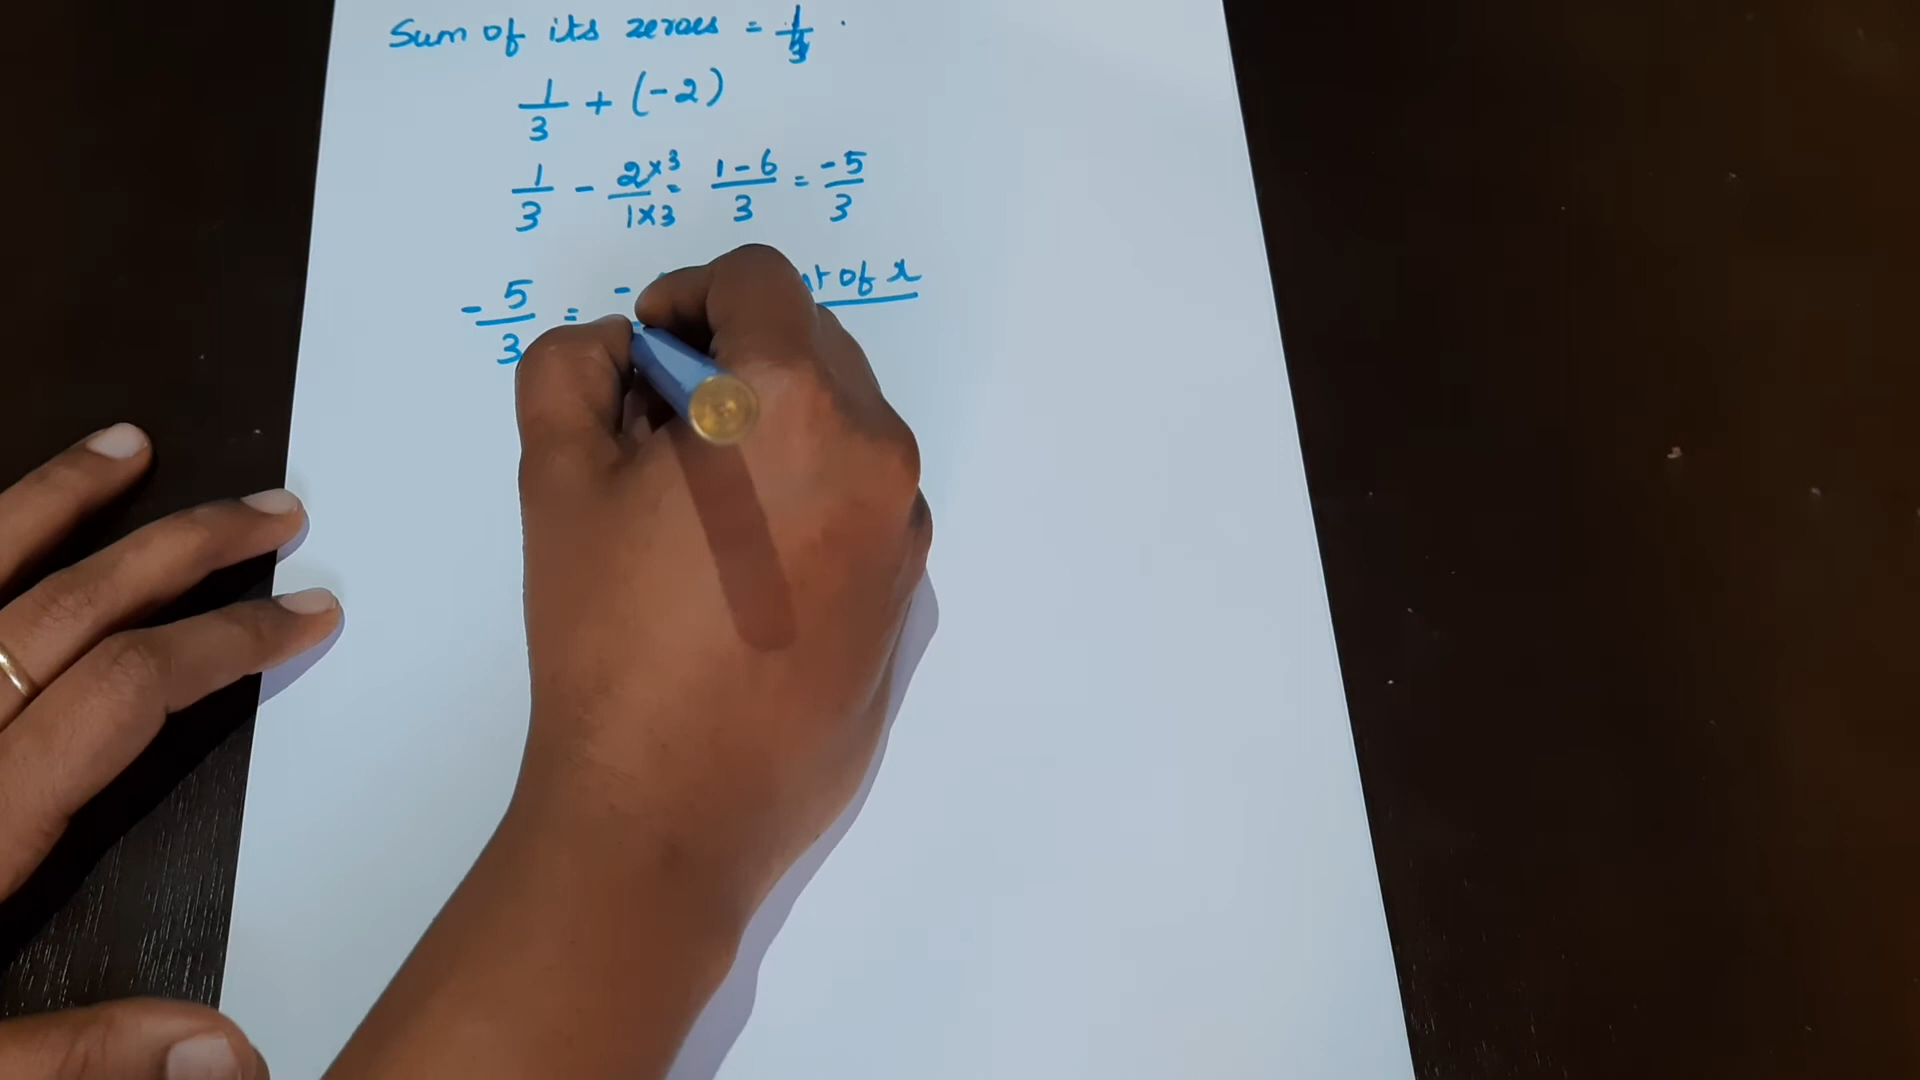 Sum of its zeroes = 1/3 .
1/3 + (-2)
1/3 - 2×3/1×3 = 1-6/3 = -5/3
-5/3 = - of x